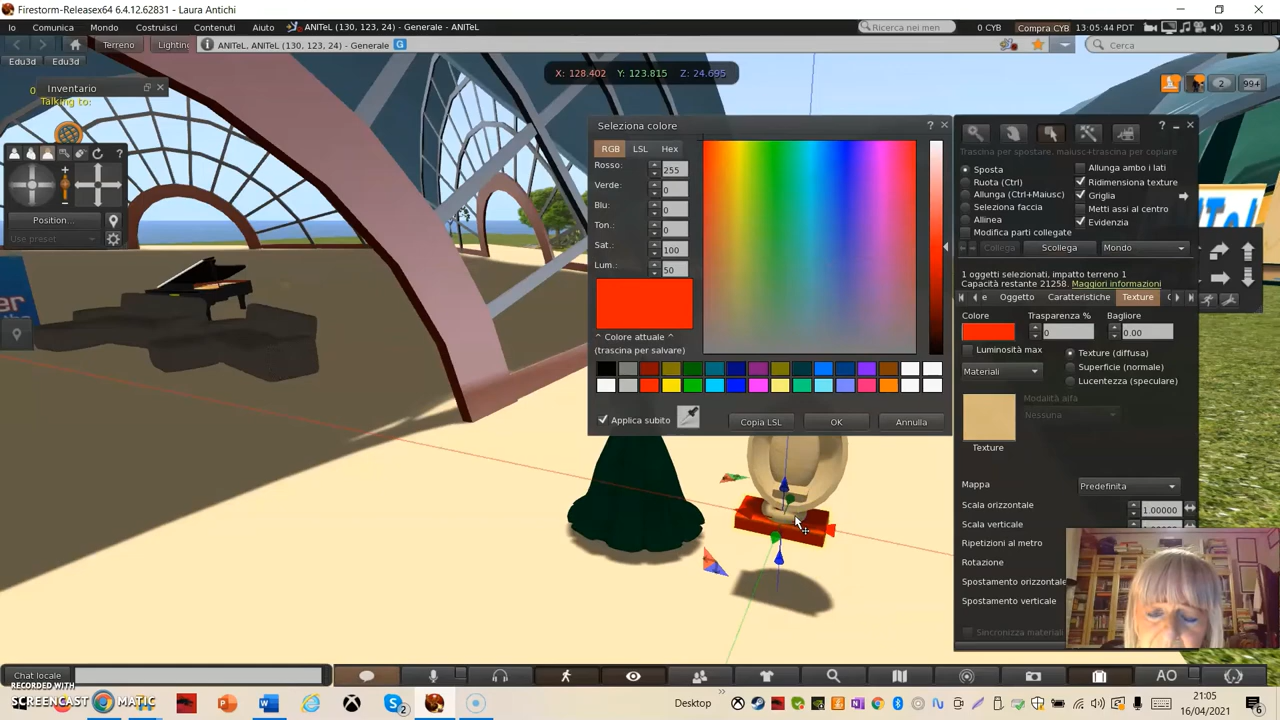 Firestorm-Releasex64 6.4.12.62831 - Laura Antichi
Io Comunica Mondo Costruisci Contenuti Aiuto ANITeL (130, 123, 24) - Generale - ANITeL
Ricerca nei men 0 CYB Compra CYB 13:05:44 PDT 53.6
Terreno Lighting ANITeL, ANITeL (130, 123, 24) - Generale G Cerca
Edu3d Edu3d
X: 128.402 Y: 123.815 Z: 24.695
Inventario
0
Talking to:
2 99+
?
Position...
Use preset
Seleziona colore ?
RGB LSL Hex
Rosso: 255
Verde: 0
Blu: 0
Ton.: 0
Sat.: 100
Lum.: 50
^ Colore attuale ^
(trascina per salvare)
Applica subito Copia LSL OK Annulla
?
Trascina per spostare, maiusc+trascina per copiare
Sposta
Ruota (Ctrl)
Allunga (Ctrl+Maiusc)
Seleziona faccia
Allinea
Modifica parti collegate
Allunga ambo i lati
Ridimensiona texture
Griglia
Metti assi al centro
Evidenzia
Collega Scollega Mondo
1 oggetti selezionati, impatto terreno 1
Capacità restante 21258. Maggiori informazioni
e Oggetto Caratteristiche Texture
Colore Trasparenza % Bagliore
0 0.00
Luminosità max
Materiali
Texture (diffusa)
Superficie (normale)
Lucentezza (speculare)
Modalità alfa
Nessuna
Texture
Mappa Predefinita
Scala orizzontale 1.00000
Scala verticale
Ripetizioni al metro
Rotazione
Spostamento orizzontale
Spostamento verticale
Sincronizza materiali
Chat locale
AO
RECORDED WITH
SCREENCAST MATIC
2
Desktop
21:05
16/04/2021
6